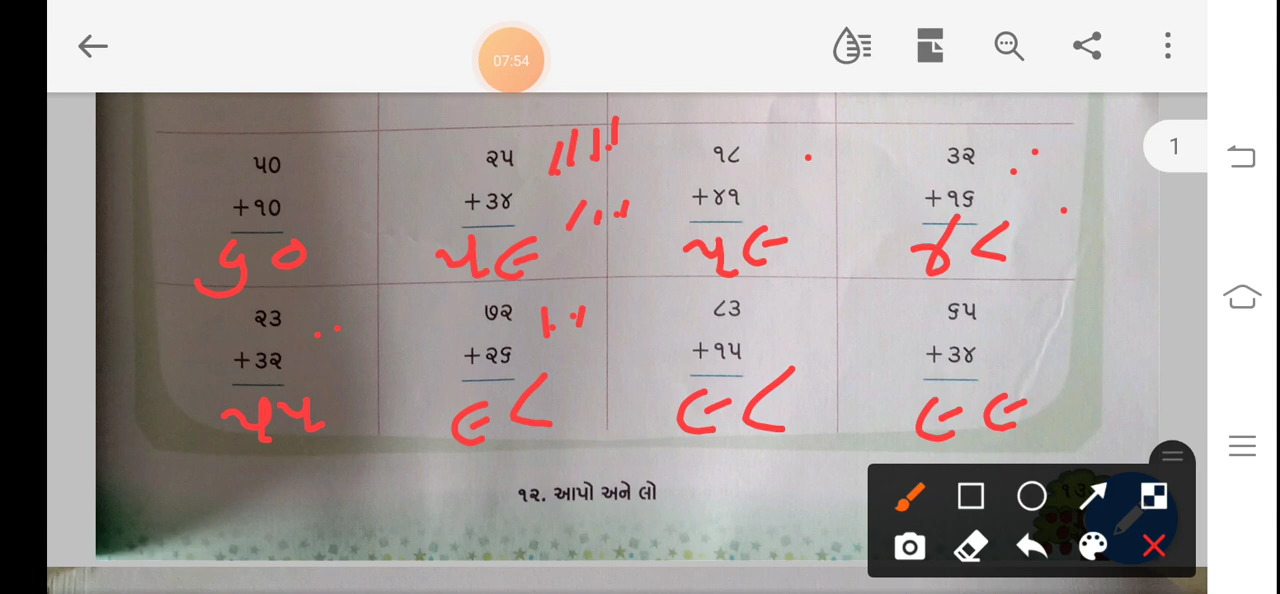 07:54
1
૫૦ ૨૫ ૧૮ ૩૨
+૧૦ +૩૪ +૪૧ +૧૬
૬૦ ૫૯ ૫૯ ૪૮
૨૩ ૭૨ ૮૩ ૬૫
+૩૨ +૨૬ +૧૫ +૩૪
૫૫ ૯૮ ૯૮ ૯૯
૧૨. આપો અને લો